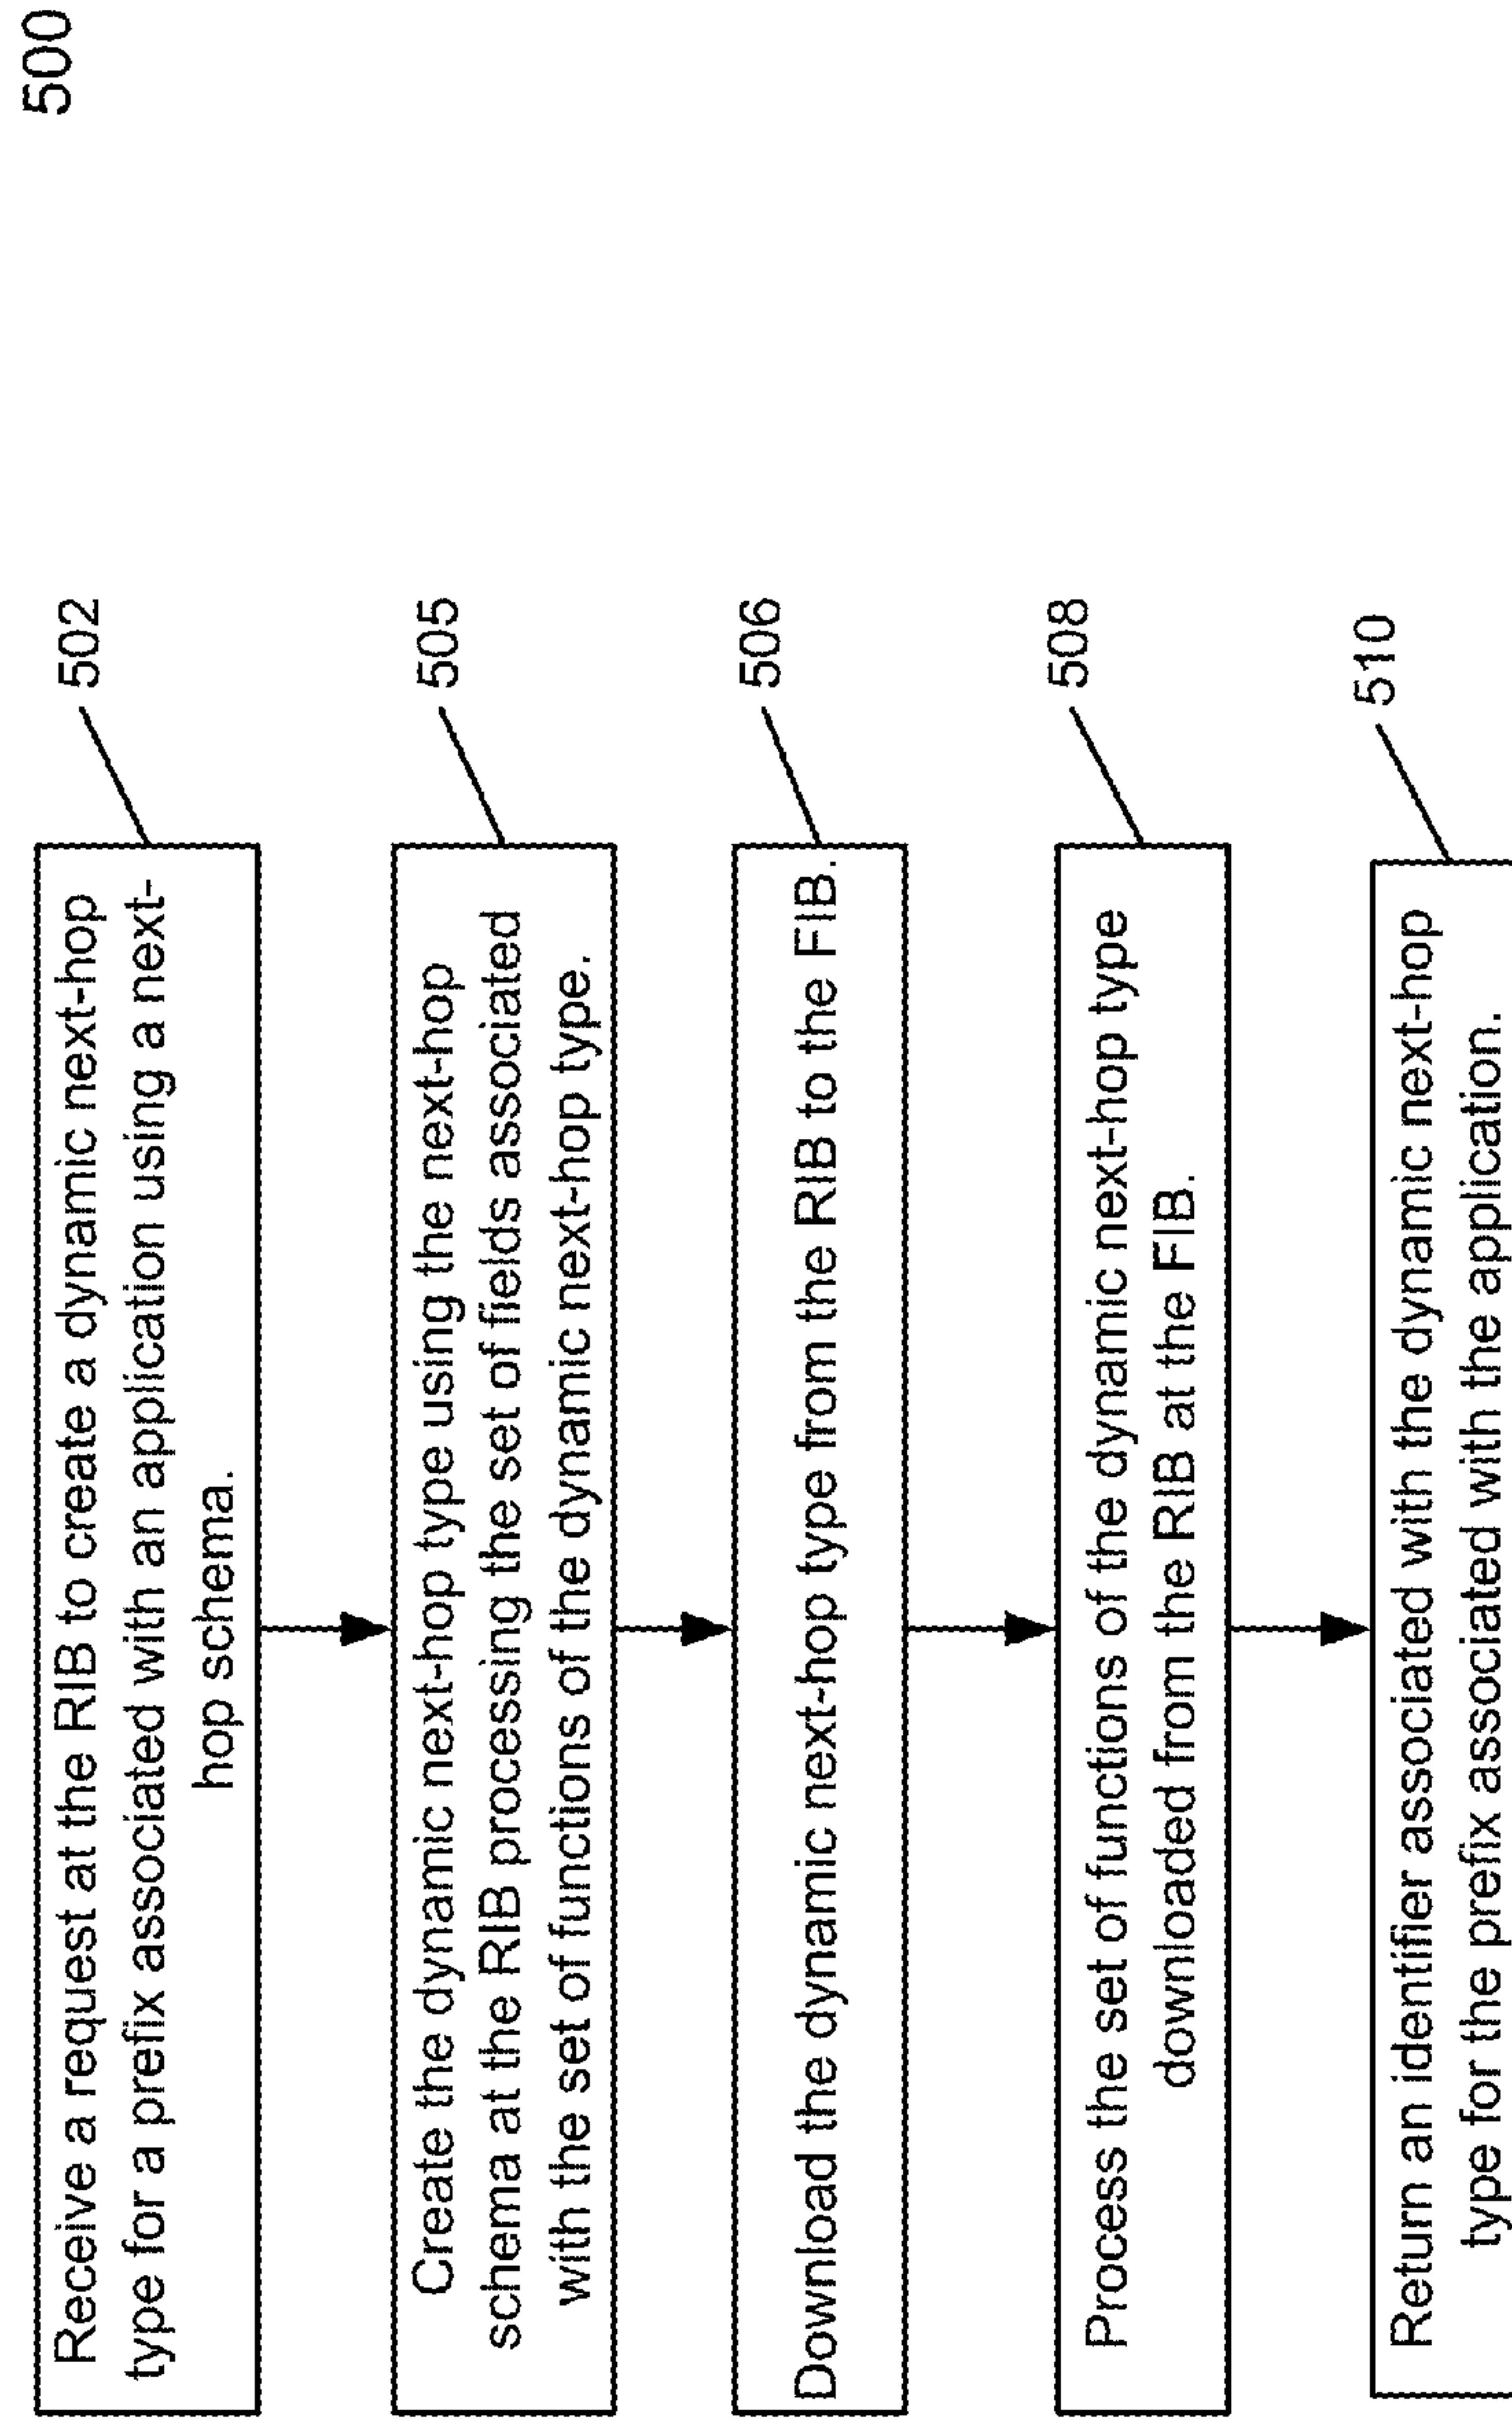 500
Receive a request at the RIB to create a dynamic next-hop
type for a prefix associated with an application using a next-
hop schema.
502
Create the dynamic next-hop type using the next-hop
schema at the RIB processing the set of fields associated
with the set of functions of the dynamic next-hop type.
505
Download the dynamic next-hop type from the RIB to the FIB.
506
Process the set of functions of the dynamic next-hop type
downloaded from the RIB at the FIB.
508
Return an identifier associated with the dynamic next-hop
type for the prefix associated with the application.
510